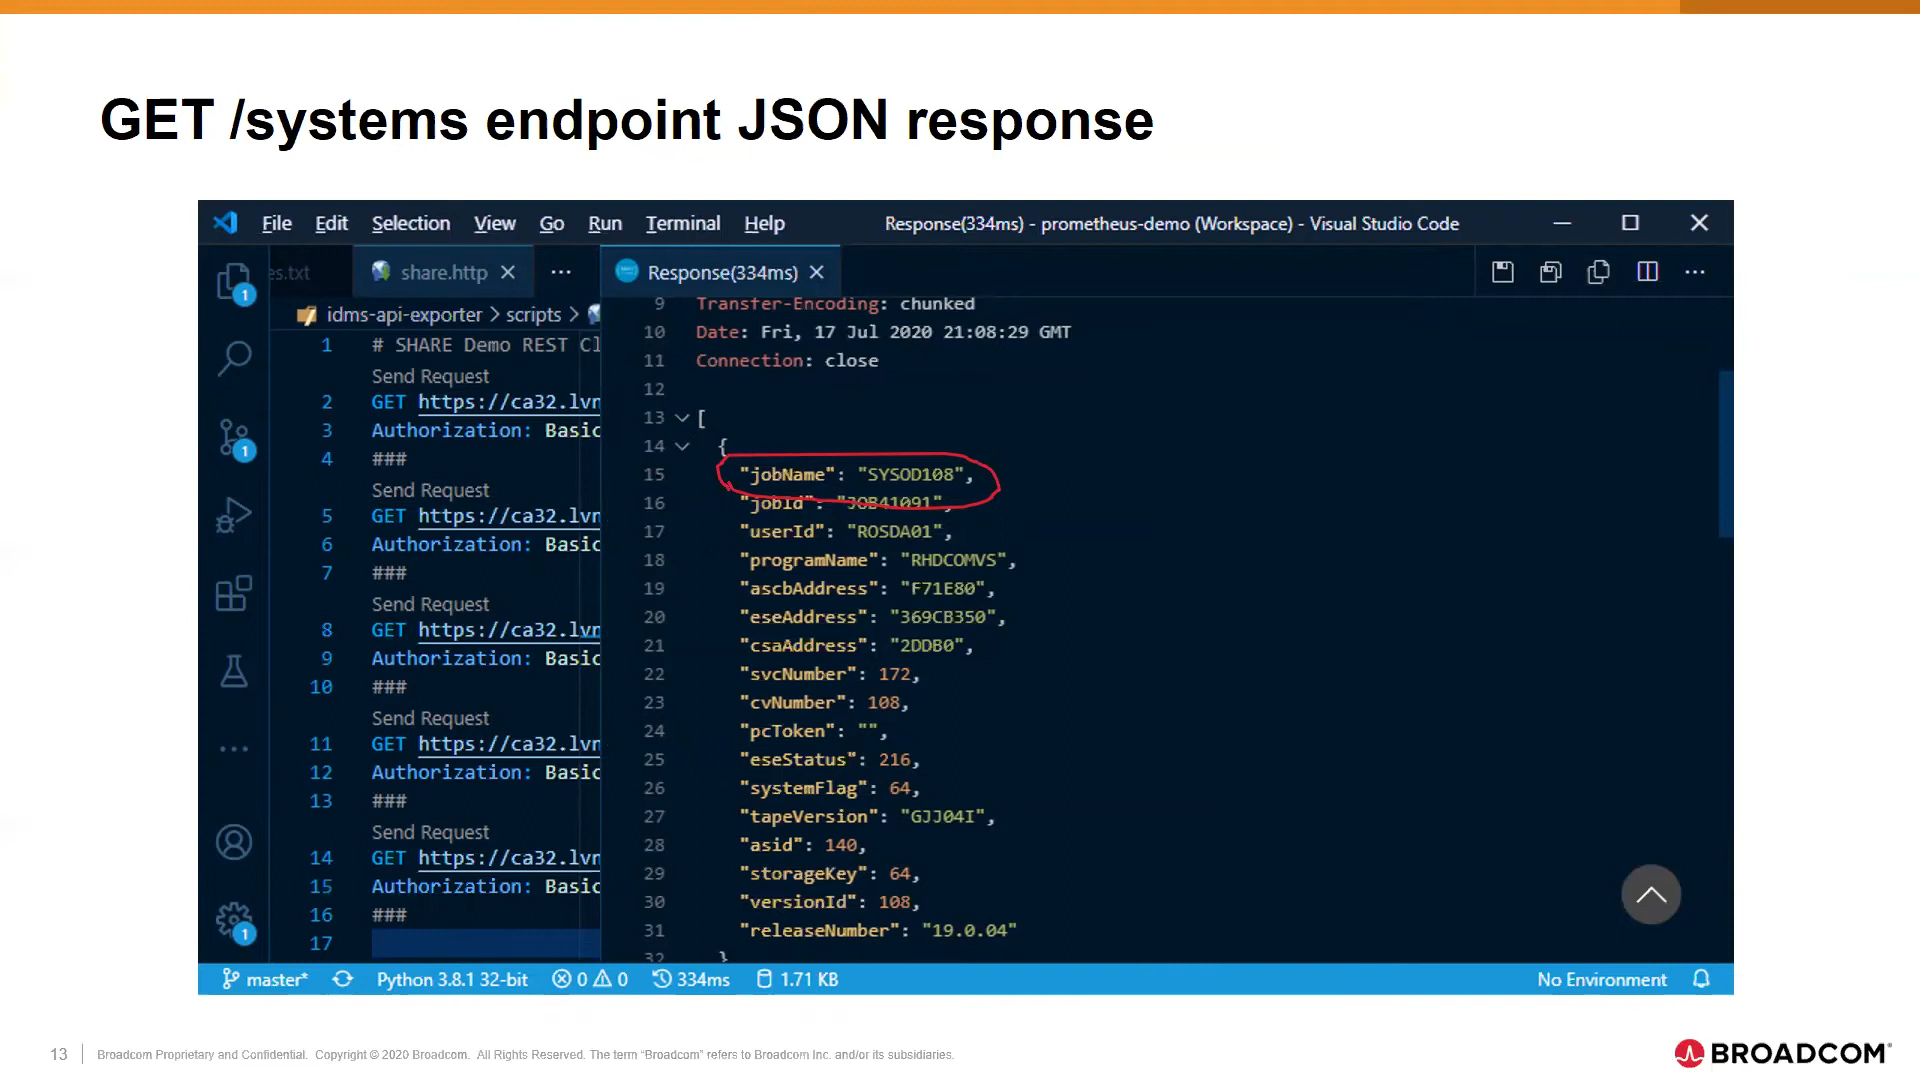 GET /systems endpoint JSON response
File Edit Selection View Go Run Terminal Help Response(334ms) - prometheus-demo (Workspace) - Visual Studio Code
es.txt share.http Response(334ms)
idms-api-exporter > scripts >
1 # SHARE Demo REST Cl
Send Request
2 GET https://ca32.lvn
3 Authorization: Basic
4 ###
Send Request
5 GET https://ca32.lvn
6 Authorization: Basic
7 ###
Send Request
8 GET https://ca32.lvn
9 Authorization: Basic
10 ###
Send Request
11 GET https://ca32.lvn
12 Authorization: Basic
13 ###
Send Request
14 GET https://ca32.lvn
15 Authorization: Basic
16 ###
17
9 Transfer-Encoding: chunked
10 Date: Fri, 17 Jul 2020 21:08:29 GMT
11 Connection: close
12
13 [
14 {
15 "jobName": "SYSOD108",
16 "jobId": "JOB41091",
17 "userId": "ROSDA01",
18 "programName": "RHDCOMVS",
19 "ascbAddress": "F71E80",
20 "eseAddress": "369CB350",
21 "csaAddress": "2DDB0",
22 "svcNumber": 172,
23 "cvNumber": 108,
24 "pcToken": "",
25 "eseStatus": 216,
26 "systemFlag": 64,
27 "tapeVersion": "GJJ04I",
28 "asid": 140,
29 "storageKey": 64,
30 "versionId": 108,
31 "releaseNumber": "19.0.04"
32 }
1
1
1
master* Python 3.8.1 32-bit 0 0 334ms 1.71 KB No Environment
13 Broadcom Proprietary and Confidential. Copyright © 2020 Broadcom. All Rights Reserved. The term “Broadcom” refers to Broadcom Inc. and/or its subsidiaries.
BROADCOM®